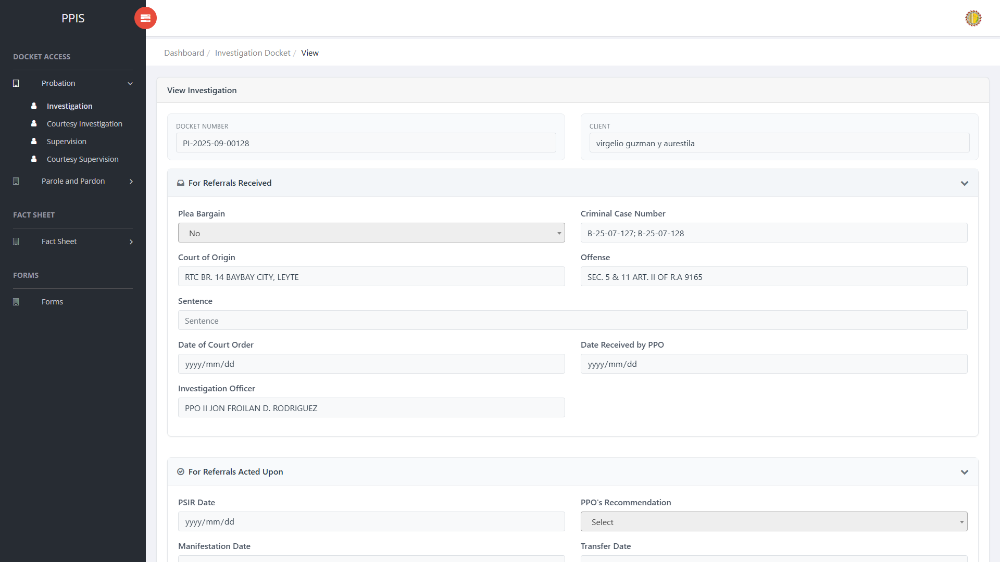 PPIS
DOCKET ACCESS
Probation
Investigation
Courtesy Investigation
Supervision
Courtesy Supervision
Parole and Pardon
FACT SHEET
Fact Sheet
FORMS
Forms
Dashboard / Investigation Docket / View
View Investigation
DOCKET NUMBER
PI-2025-09-00128
CLIENT
virgelio guzman y aurestila
For Referrals Received
Plea Bargain
No
Criminal Case Number
B-25-07-127; B-25-07-128
Court of Origin
RTC BR. 14 BAYBAY CITY, LEYTE
Offense
SEC. 5 & 11 ART. II OF R.A 9165
Sentence
Sentence
Date of Court Order
yyyy/mm/dd
Date Received by PPO
yyyy/mm/dd
Investigation Officer
PPO II JON FROILAN D. RODRIGUEZ
For Referrals Acted Upon
PSIR Date
yyyy/mm/dd
PPO's Recommendation
Select
Manifestation Date
Transfer Date